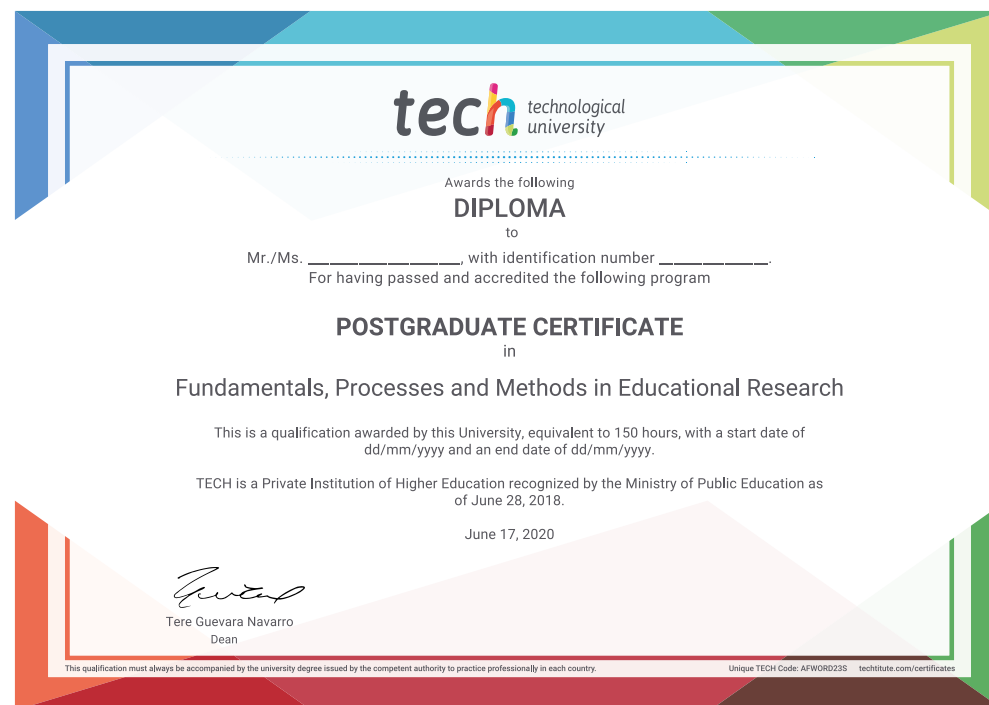 tech technological
university
Awards the following
DIPLOMA
to
Mr./Ms. ____________________, with identification number ______________.
For having passed and accredited the following program
POSTGRADUATE CERTIFICATE
in
Fundamentals, Processes and Methods in Educational Research
This is a qualification awarded by this University, equivalent to 150 hours, with a start date of
dd/mm/yyyy and an end date of dd/mm/yyyy.
TECH is a Private Institution of Higher Education recognized by the Ministry of Public Education as
of June 28, 2018.
June 17, 2020
Tere Guevara Navarro
Dean
This qualification must always be accompanied by the university degree issued by the competent authority to practice professionally in each country.
Unique TECH Code: AFWORD23S techtitute.com/certificates